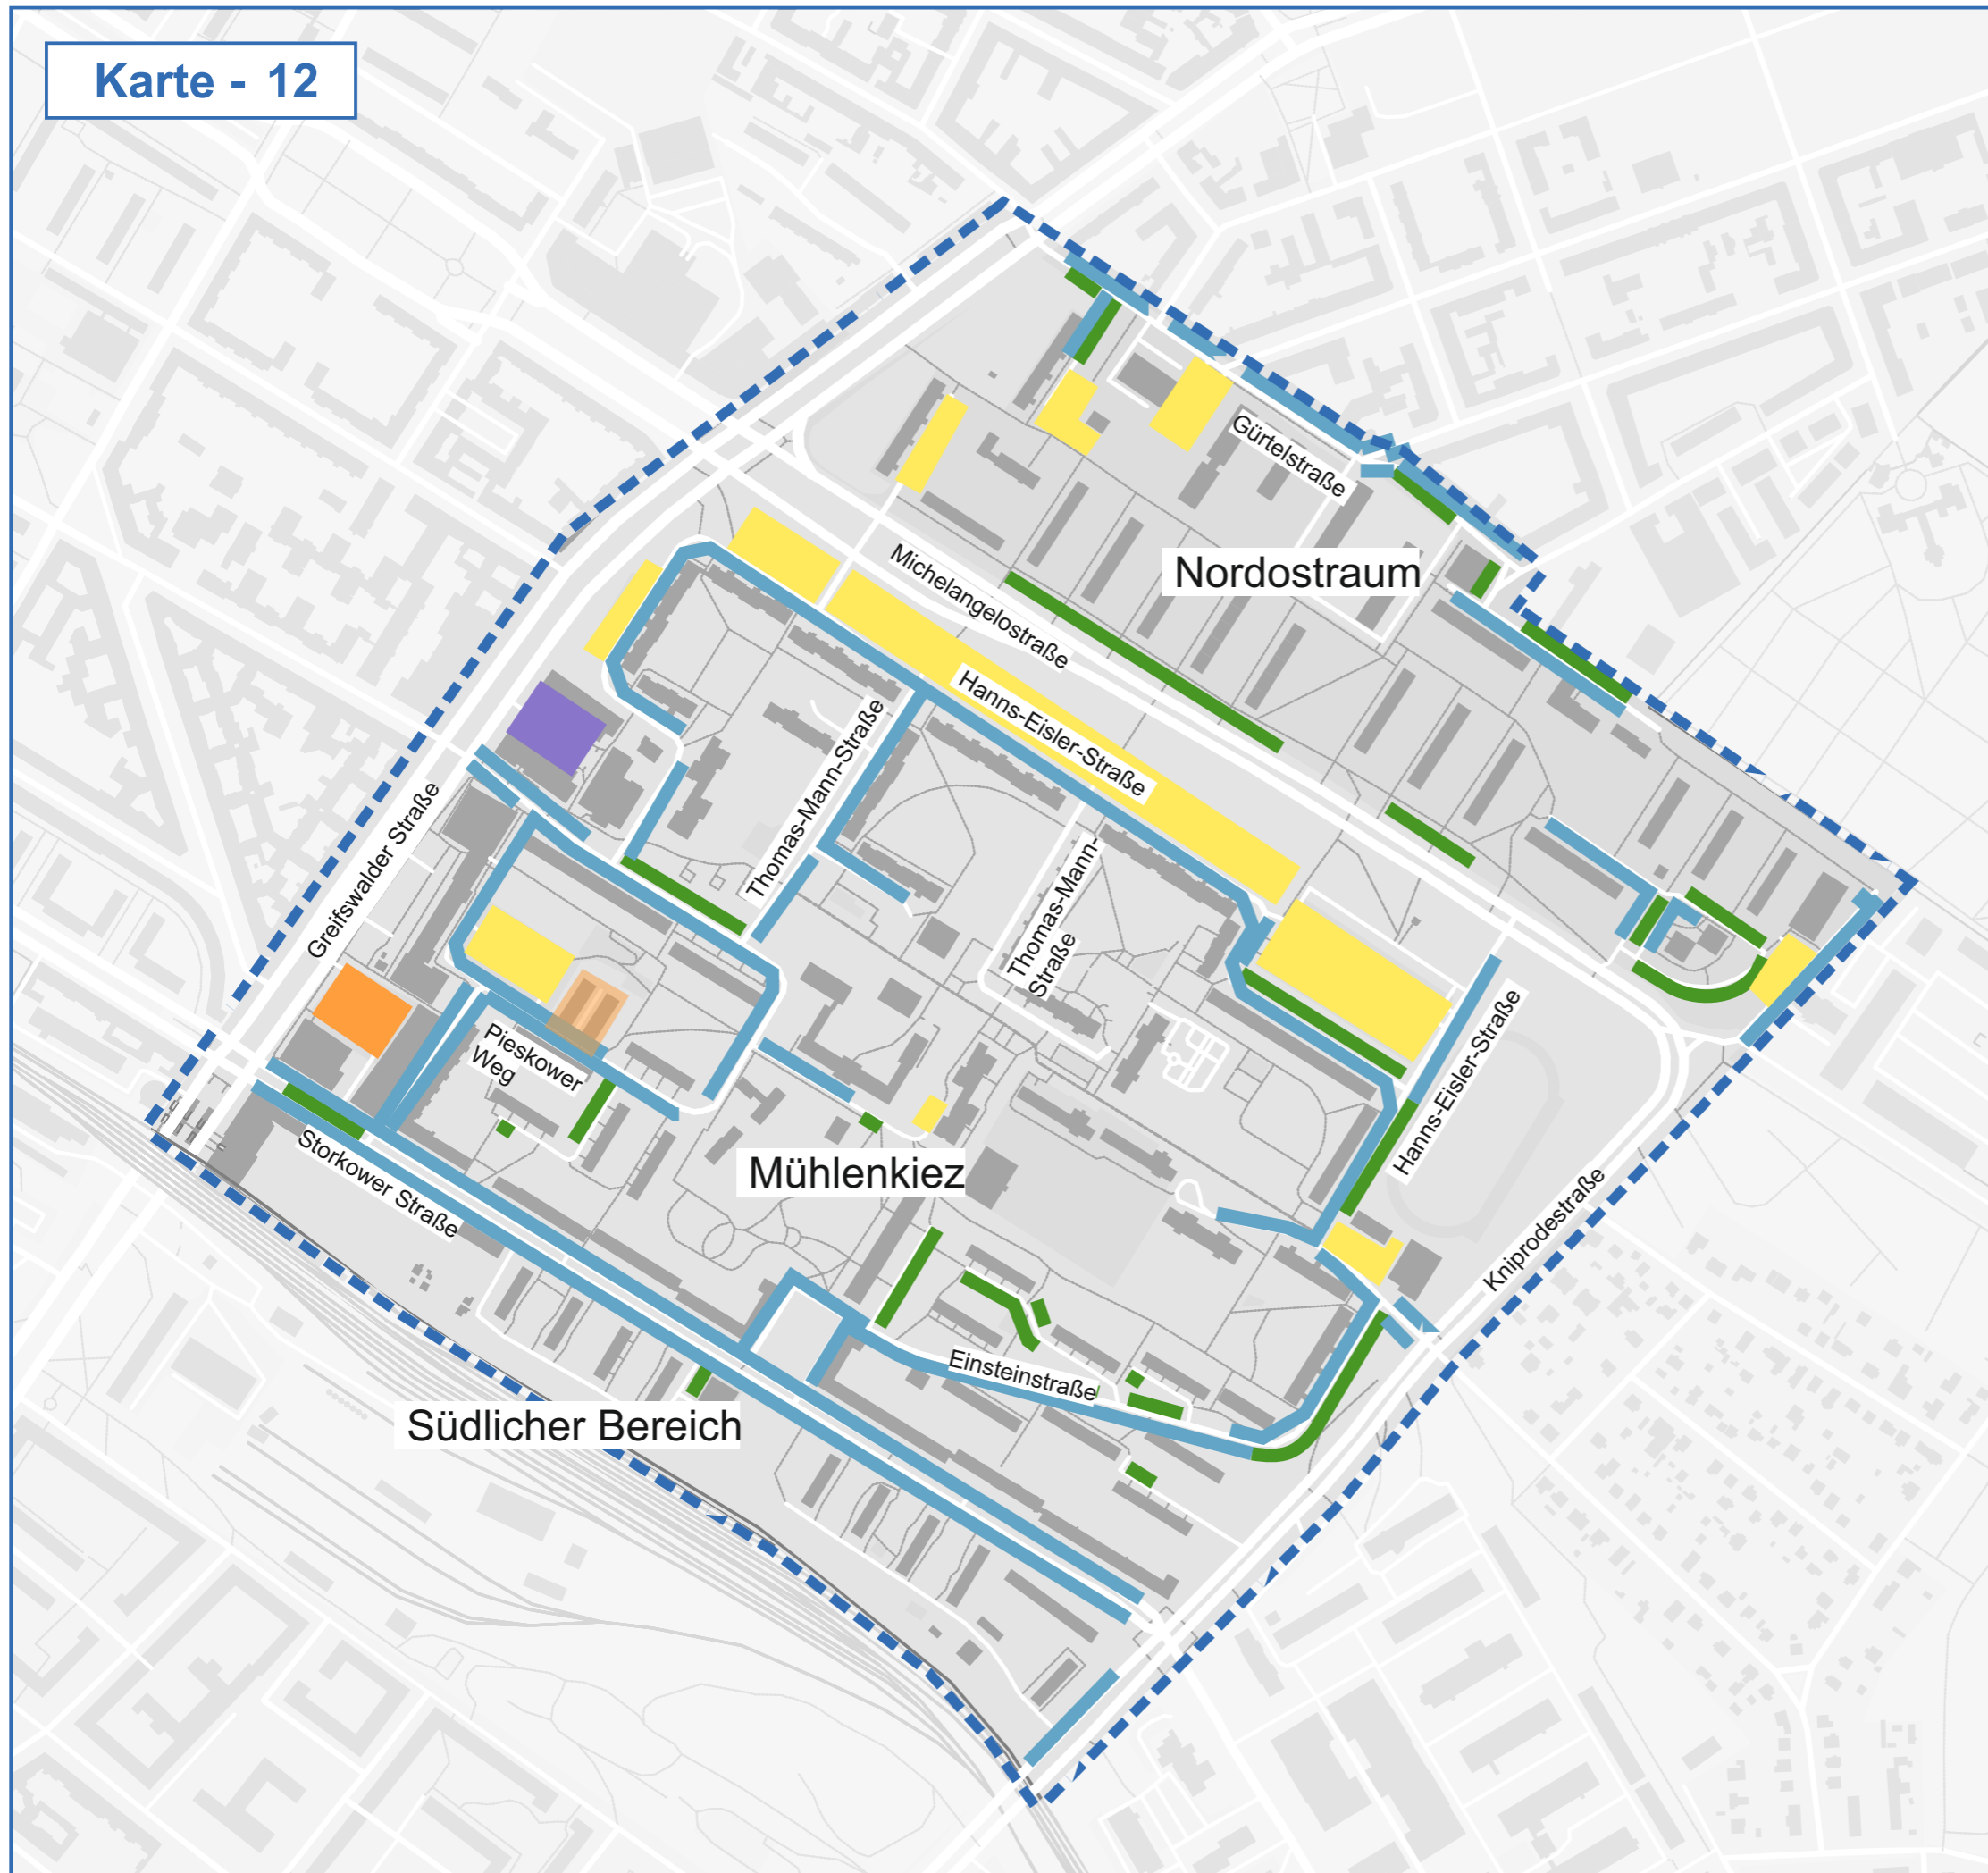 Karte - 12
Gürtelstraße
Nordostraum
Michelangelostraße
Hanns-Eisler-Straße
Thomas-Mann-Straße
Greifswalder Straße
Thomas-Mann-
Straße
Hanns-Eisler-Straße
Pieskower
Weg
Storkower Straße
Mühlenkiez
Kniprodestraße
Einsteinstraße
Südlicher Bereich